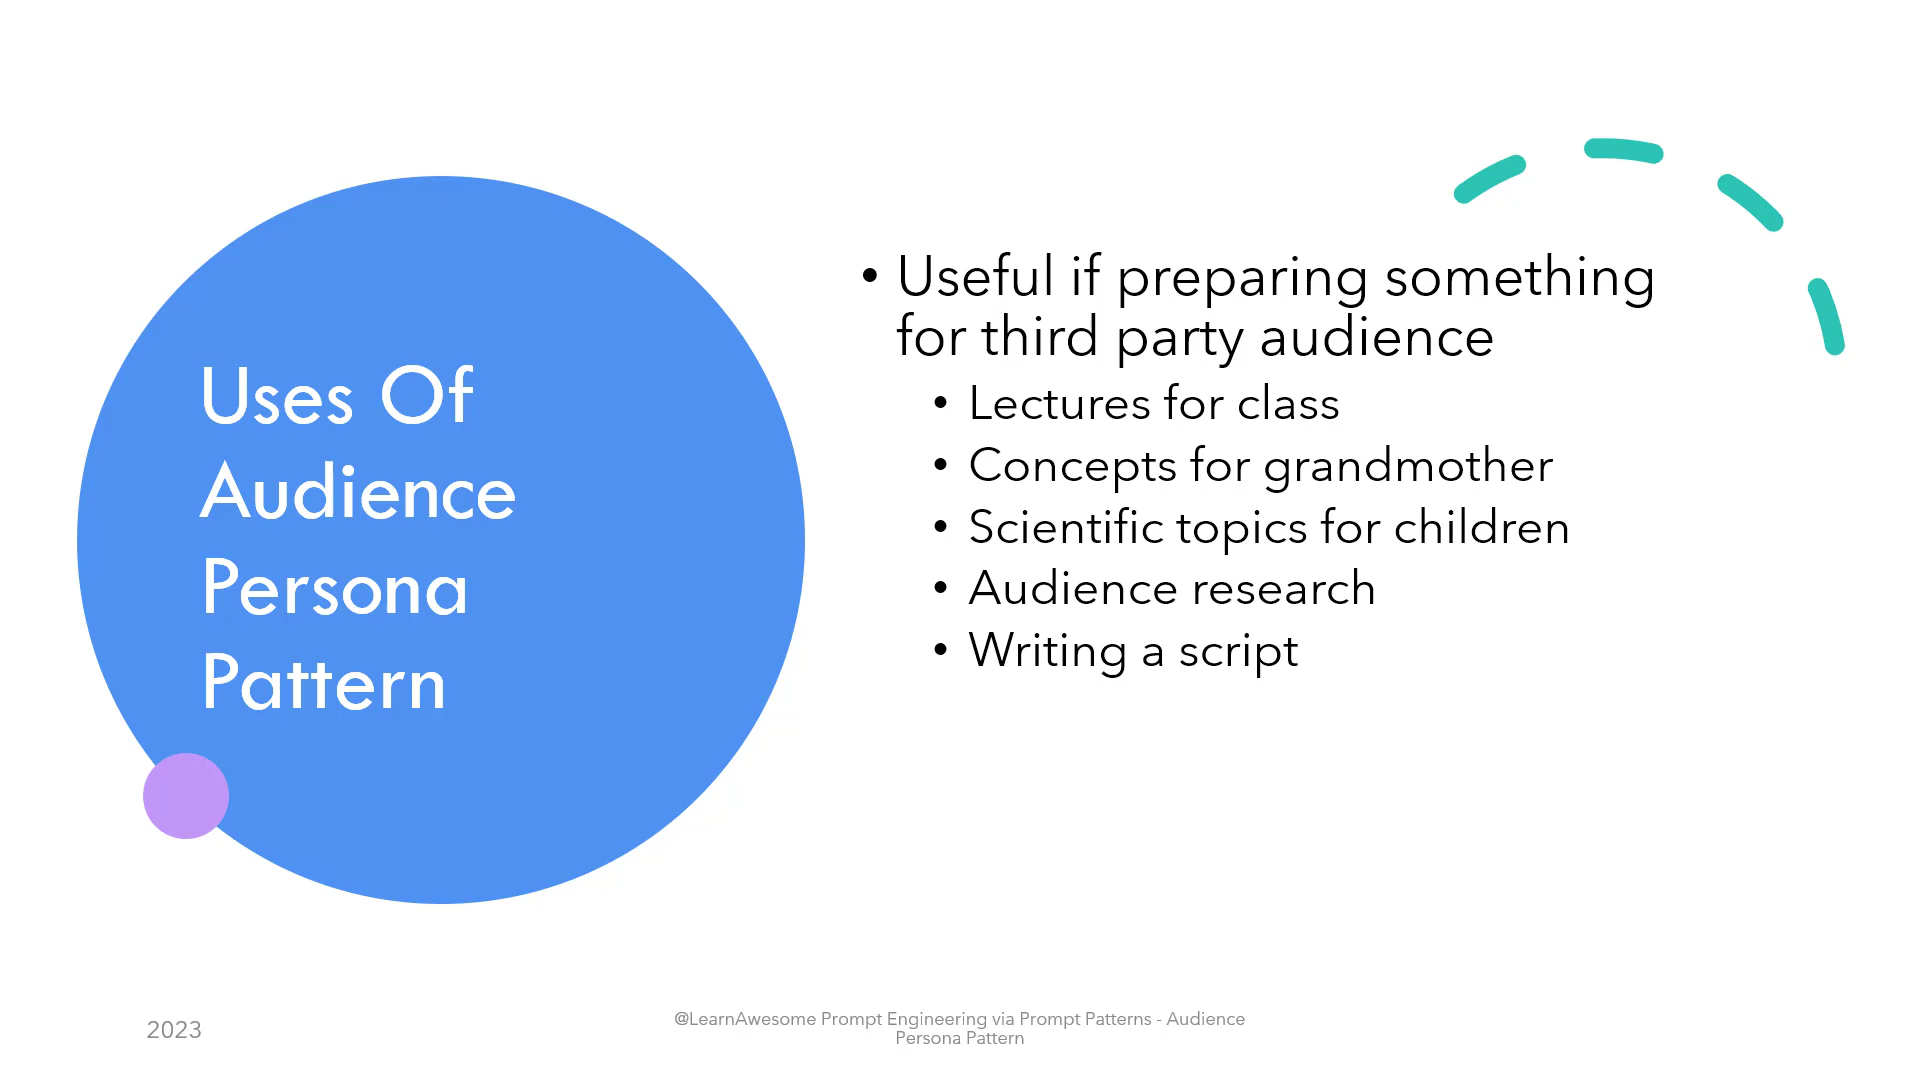 Uses Of
Audience
Persona
Pattern
• Useful if preparing something
for third party audience
• Lectures for class
• Concepts for grandmother
• Scientific topics for children
• Audience research
• Writing a script
2023
@LearnAwesome Prompt Engineering via Prompt Patterns - Audience
Persona Pattern